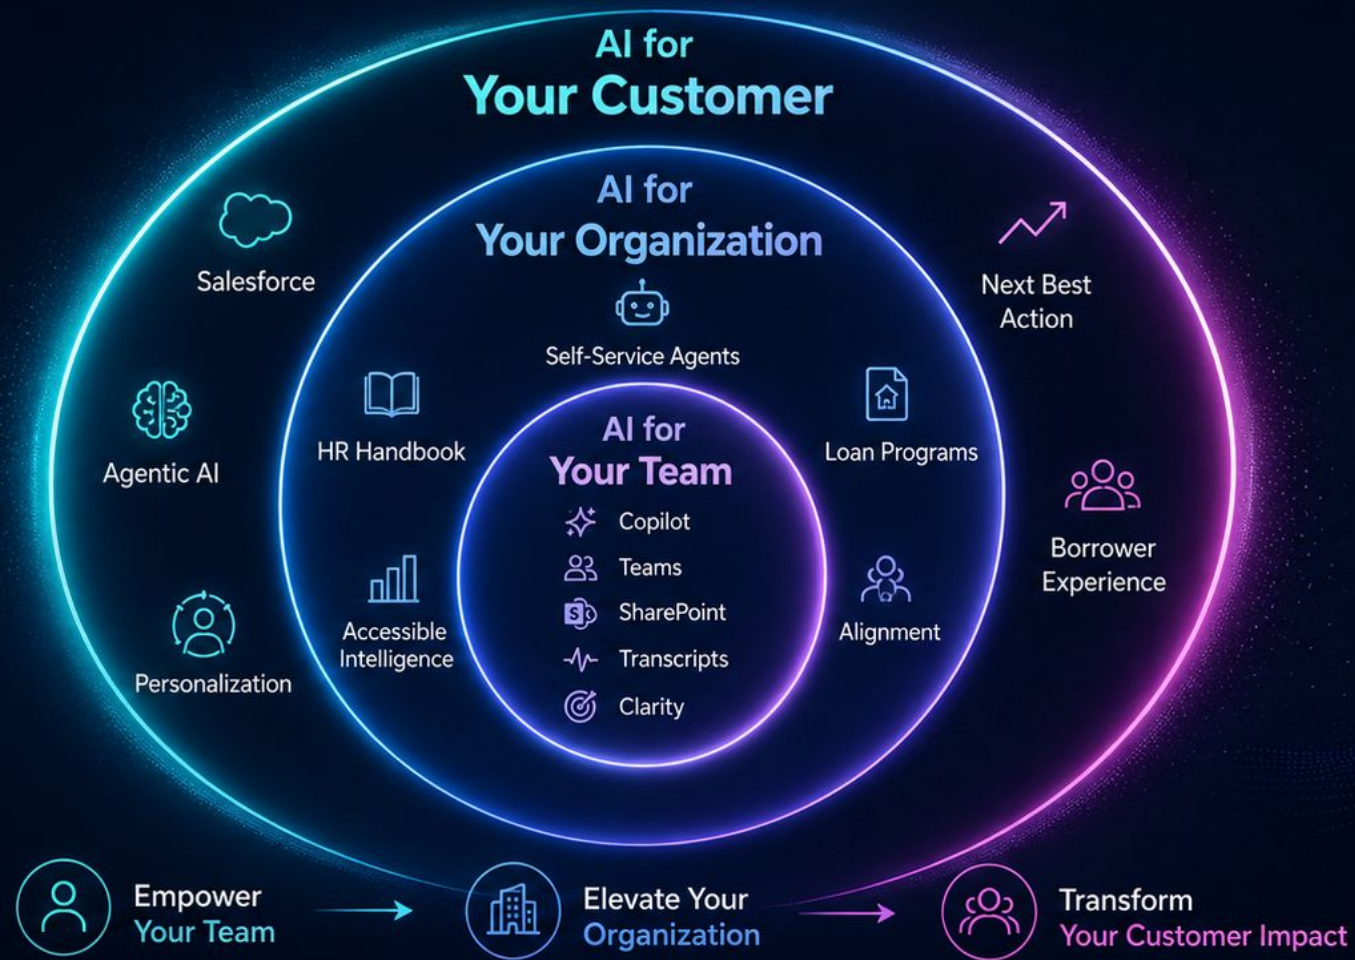 AI for
Your Customer
AI for
Your Organization
Salesforce
Next Best
Action
Self-Service Agents
HR Handbook
Loan Programs
AI for
Your Team
Agentic AI
Copilot
Teams
SharePoint
Transcripts
Clarity
Borrower
Experience
Accessible
Intelligence
Alignment
Personalization
Empower
Your Team
Elevate Your
Organization
Transform
Your Customer Impact